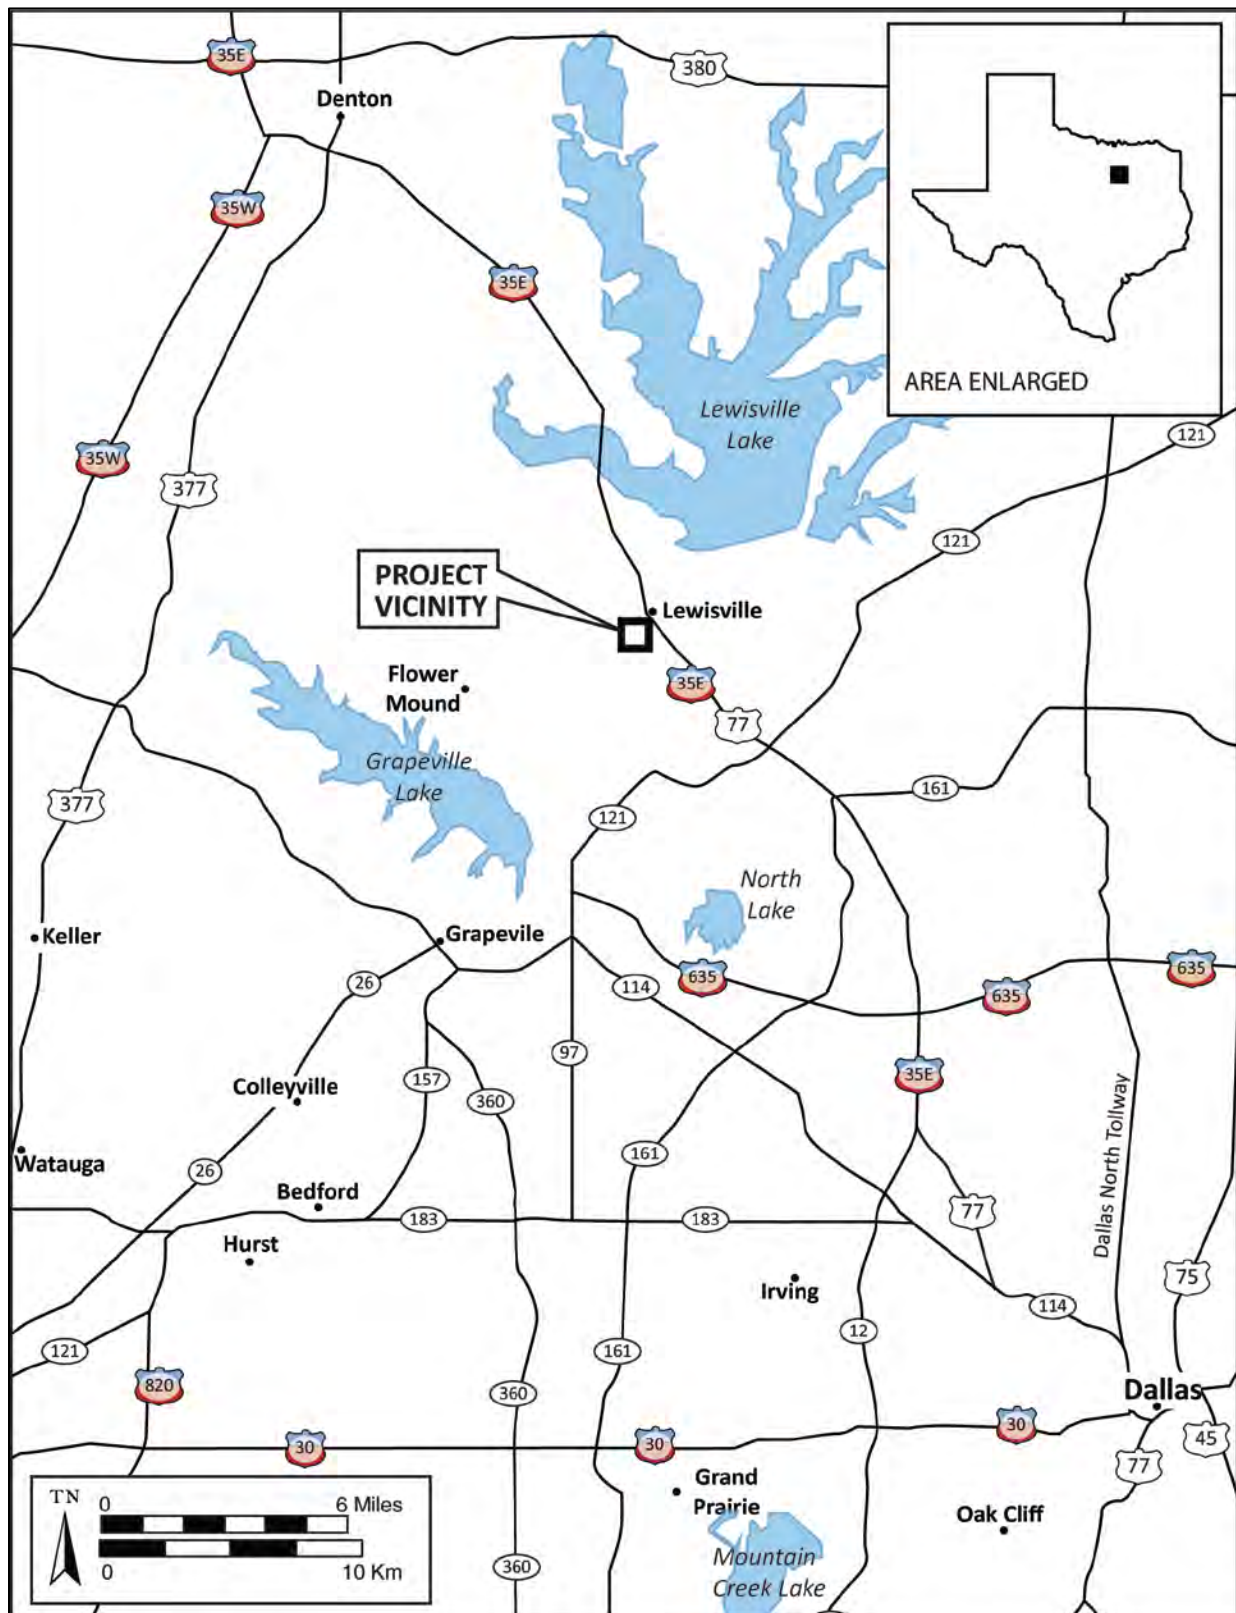 35E
380
Denton
35W
35E
AREA ENLARGED
Lewisville
Lake
121
35W
377
121
PROJECT
VICINITY
Lewisville
Flower
Mound
35E
77
Grapeville
Lake
161
377
121
North
Lake
Keller
Grapevile
635
26
114
635
635
97
35E
Colleyville
157
360
Dallas North Tollway
161
Watauga
26
Bedford
183
183
77
Hurst
75
Irving
114
12
121
161
820
360
Dallas
30
30
30
45
77
TN
0
6 Miles
Grand
Prairie
Oak Cliff
0
10 Km
360
Mountain
Creek Lake